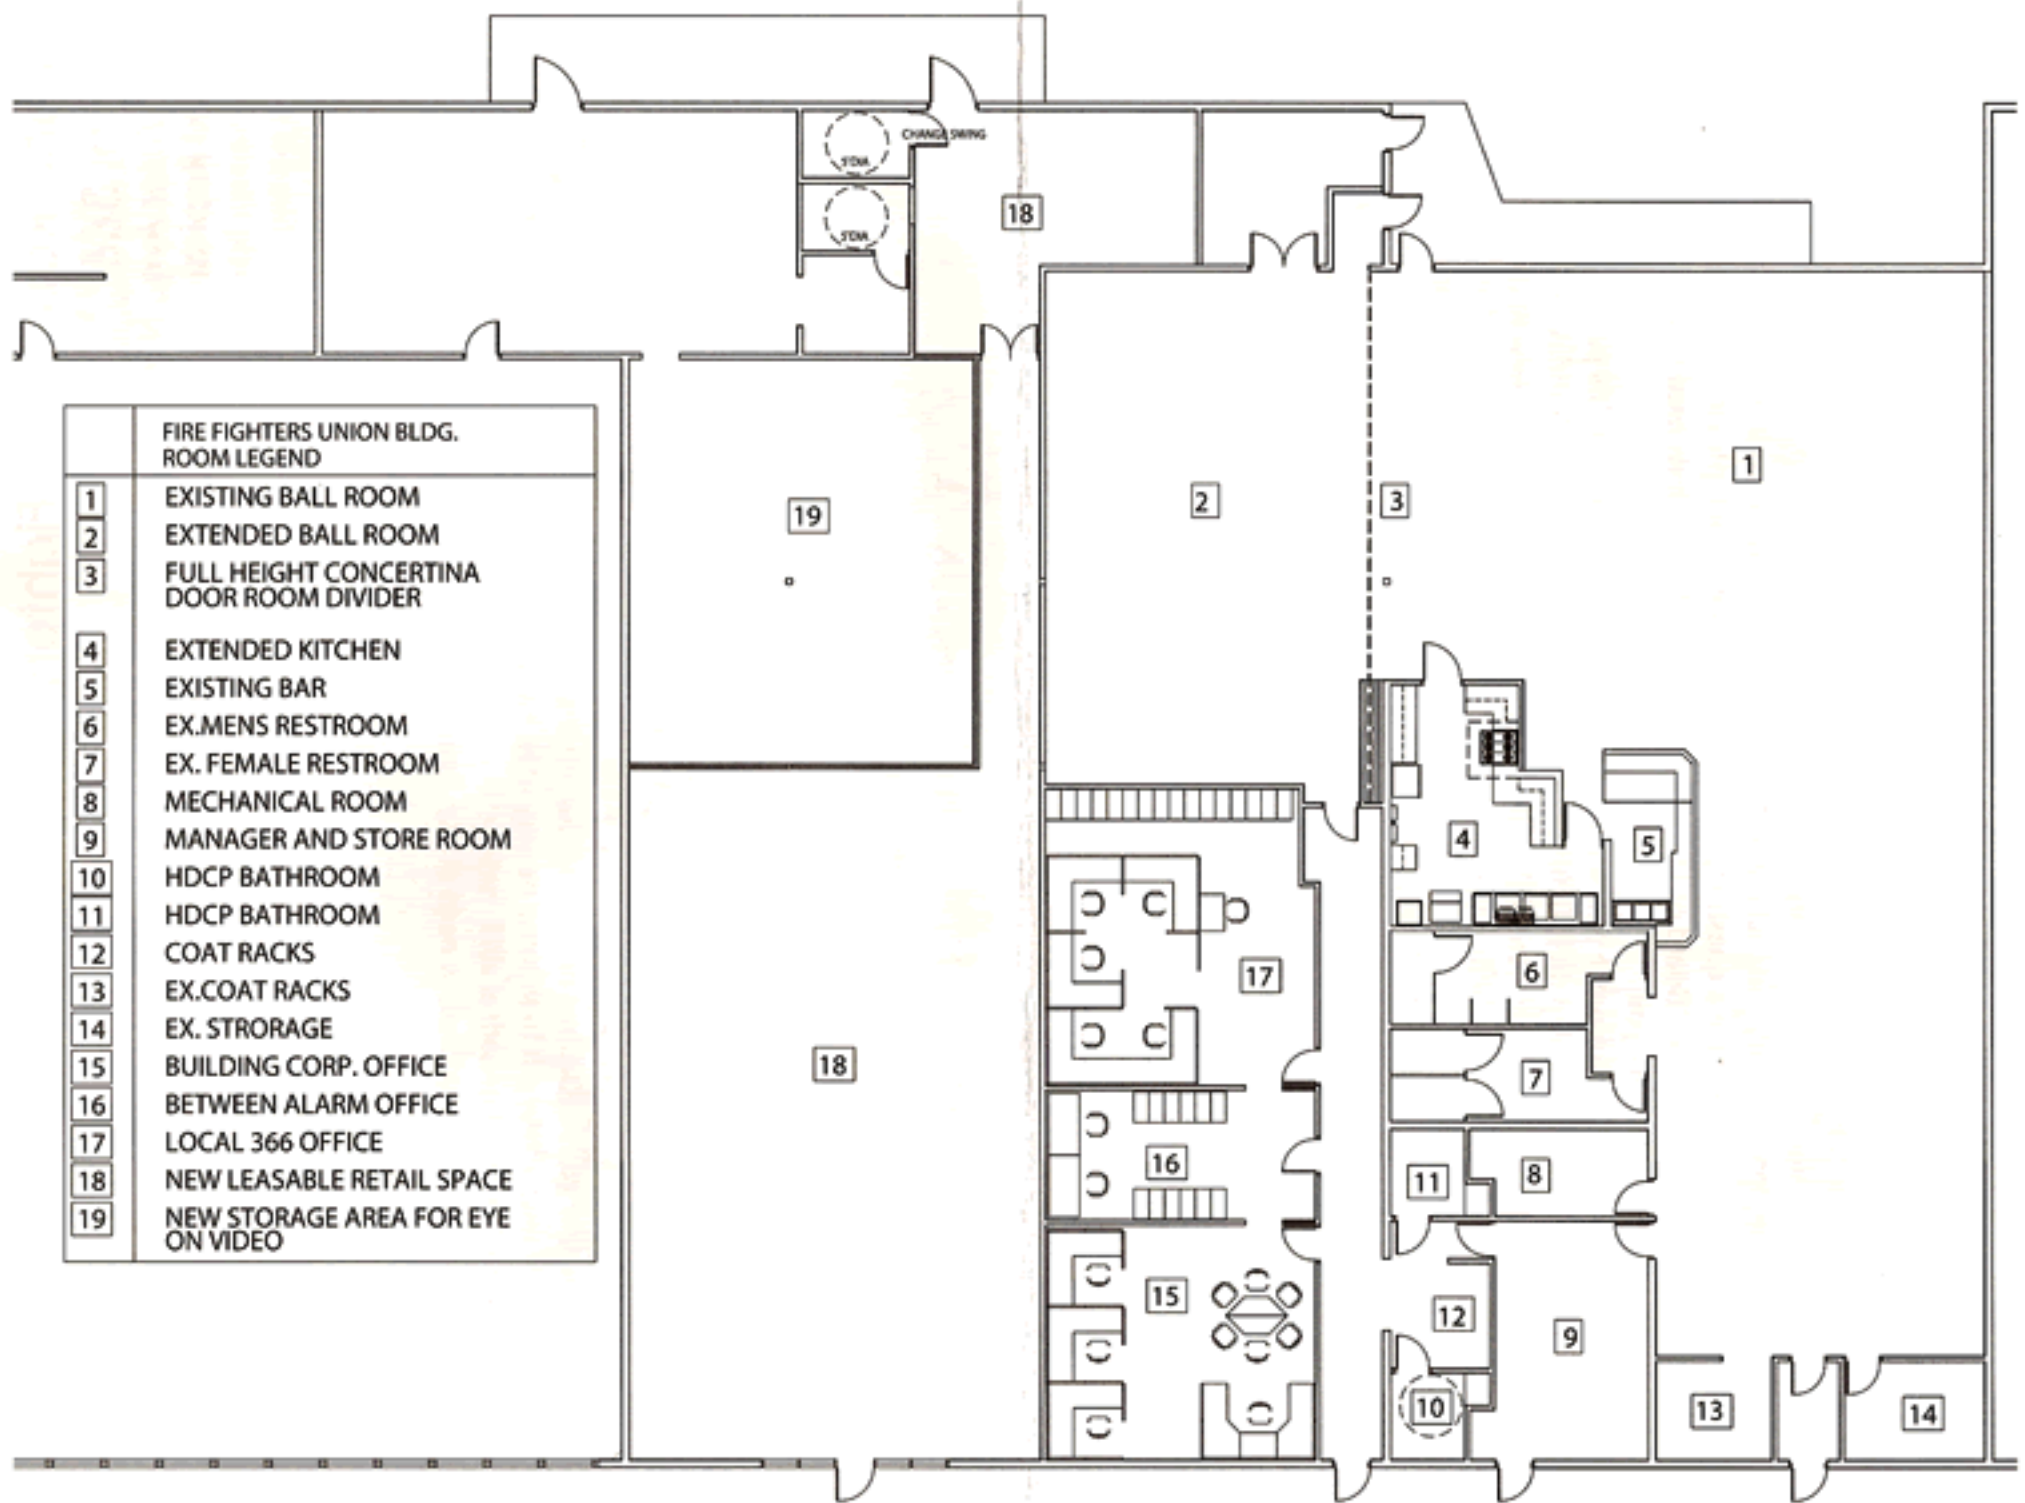 CHANGE SWING
5'DIA
5'DIA
18
FIRE FIGHTERS UNION BLDG.
ROOM LEGEND
1 EXISTING BALL ROOM
2 EXTENDED BALL ROOM
3 FULL HEIGHT CONCERTINA
DOOR ROOM DIVIDER
4 EXTENDED KITCHEN
5 EXISTING BAR
6 EX.MENS RESTROOM
7 EX. FEMALE RESTROOM
8 MECHANICAL ROOM
9 MANAGER AND STORE ROOM
10 HDCP BATHROOM
11 HDCP BATHROOM
12 COAT RACKS
13 EX.COAT RACKS
14 EX. STRORAGE
15 BUILDING CORP. OFFICE
16 BETWEEN ALARM OFFICE
17 LOCAL 366 OFFICE
18 NEW LEASABLE RETAIL SPACE
19 NEW STORAGE AREA FOR EYE
ON VIDEO
19
2
3
1
4
5
17
6
18
7
16
11
8
15
12
9
10
13
14